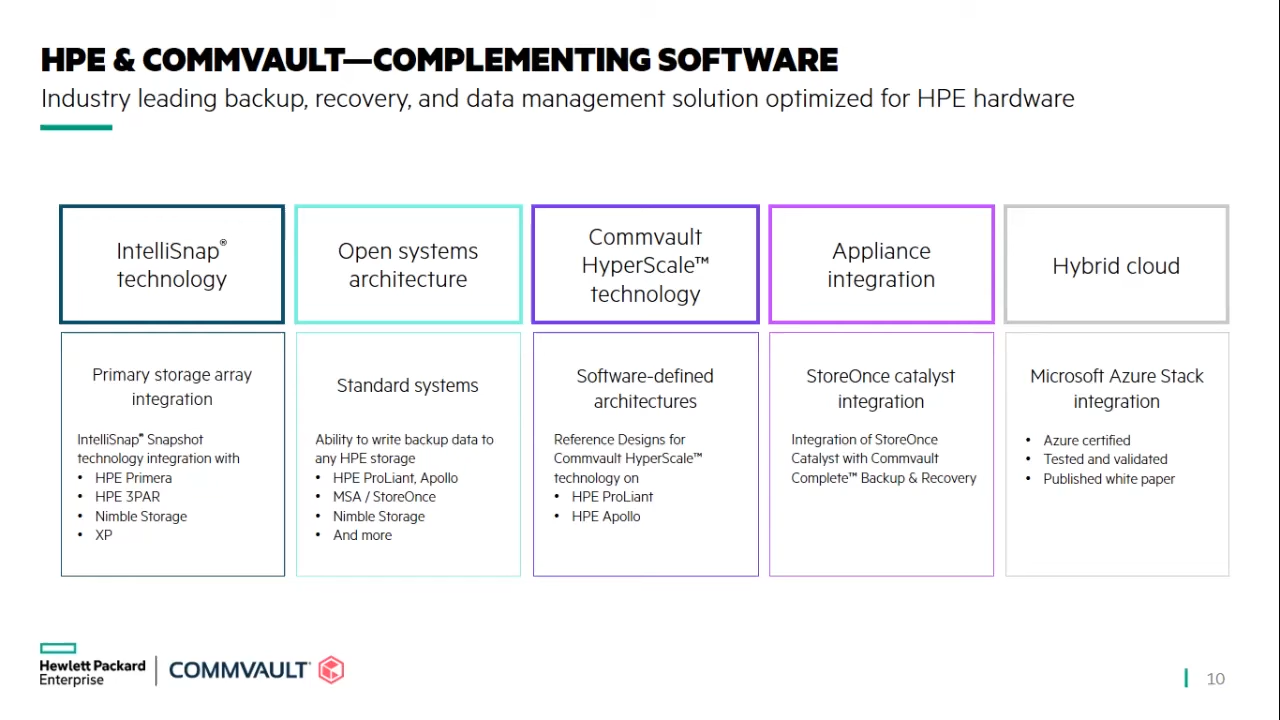 HPE & COMMVAULT—COMPLEMENTING SOFTWARE
Industry leading backup, recovery, and data management solution optimized for HPE hardware
IntelliSnap®
technology
Primary storage array
integration
IntelliSnap® Snapshot
technology integration with
• HPE Primera
• HPE 3PAR
• Nimble Storage
• XP
Open systems
architecture
Standard systems
Ability to write backup data to
any HPE storage
• HPE ProLiant, Apollo
• MSA / StoreOnce
• Nimble Storage
• And more
Commvault
HyperScale™
technology
Software-defined
architectures
Reference Designs for
Commvault HyperScale™
technology on
• HPE ProLiant
• HPE Apollo
Appliance
integration
StoreOnce catalyst
integration
Integration of StoreOnce
Catalyst with Commvault
Complete™ Backup & Recovery
Hybrid cloud
Microsoft Azure Stack
integration
• Azure certified
• Tested and validated
• Published white paper
Hewlett Packard
Enterprise
COMMVAULT
10